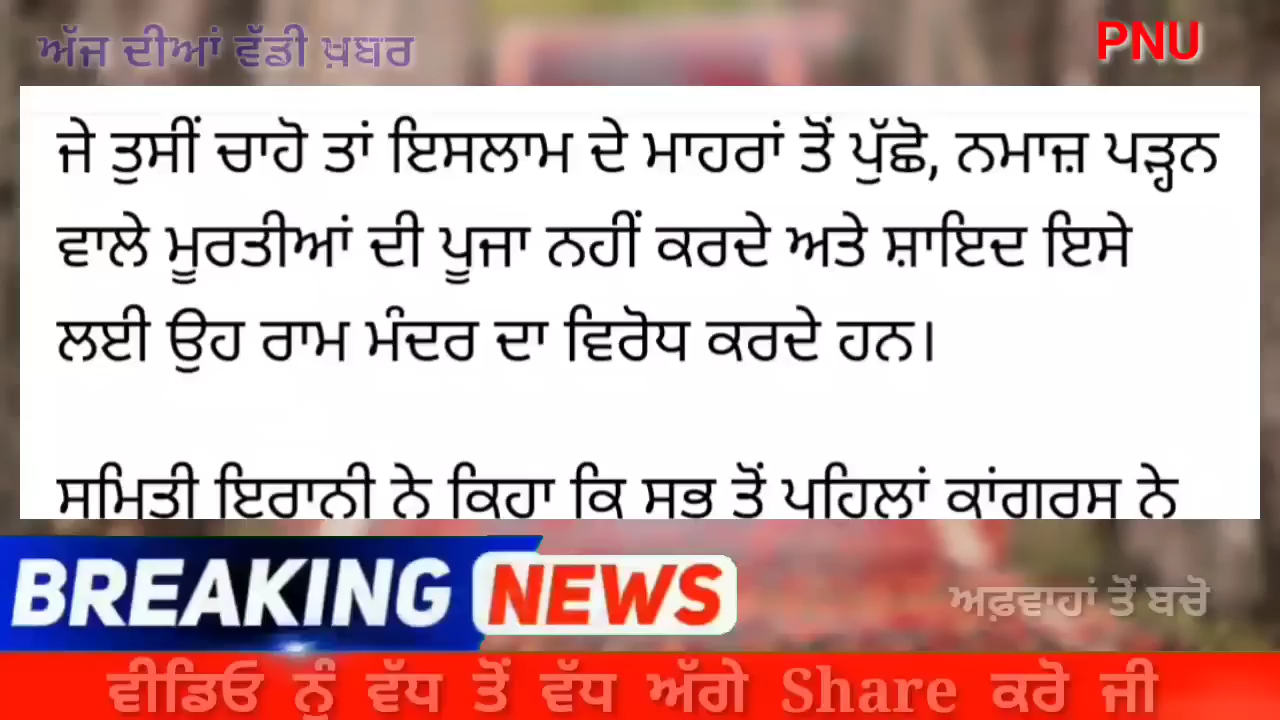 ਅੱਜ ਦੀਆਂ ਵੱਡੀ ਖ਼ਬਰ
PNU
ਜੇ ਤੁਸੀਂ ਚਾਹੋ ਤਾਂ ਇਸਲਾਮ ਦੇ ਮਾਹਰਾਂ ਤੋਂ ਪੁੱਛੋ, ਨਮਾਜ਼ ਪੜ੍ਹਨ
ਵਾਲੇ ਮੂਰਤੀਆਂ ਦੀ ਪੂਜਾ ਨਹੀਂ ਕਰਦੇ ਅਤੇ ਸ਼ਾਇਦ ਇਸੇ
ਲਈ ਉਹ ਰਾਮ ਮੰਦਰ ਦਾ ਵਿਰੋਧ ਕਰਦੇ ਹਨ।
ਸਮਿਤੀ ਇਰਾਨੀ ਨੇ ਕਿਹਾ ਕਿ ਸਭ ਤੋਂ ਪਹਿਲਾਂ ਕਾਂਗਰਸ ਨੇ
BREAKING NEWS
ਅਫ਼ਵਾਹਾਂ ਤੋਂ ਬਚੋ
ਵੀਡਿਓ ਨੂੰ ਵੱਧ ਤੋਂ ਵੱਧ ਅੱਗੇ Share ਕਰੋ ਜੀ